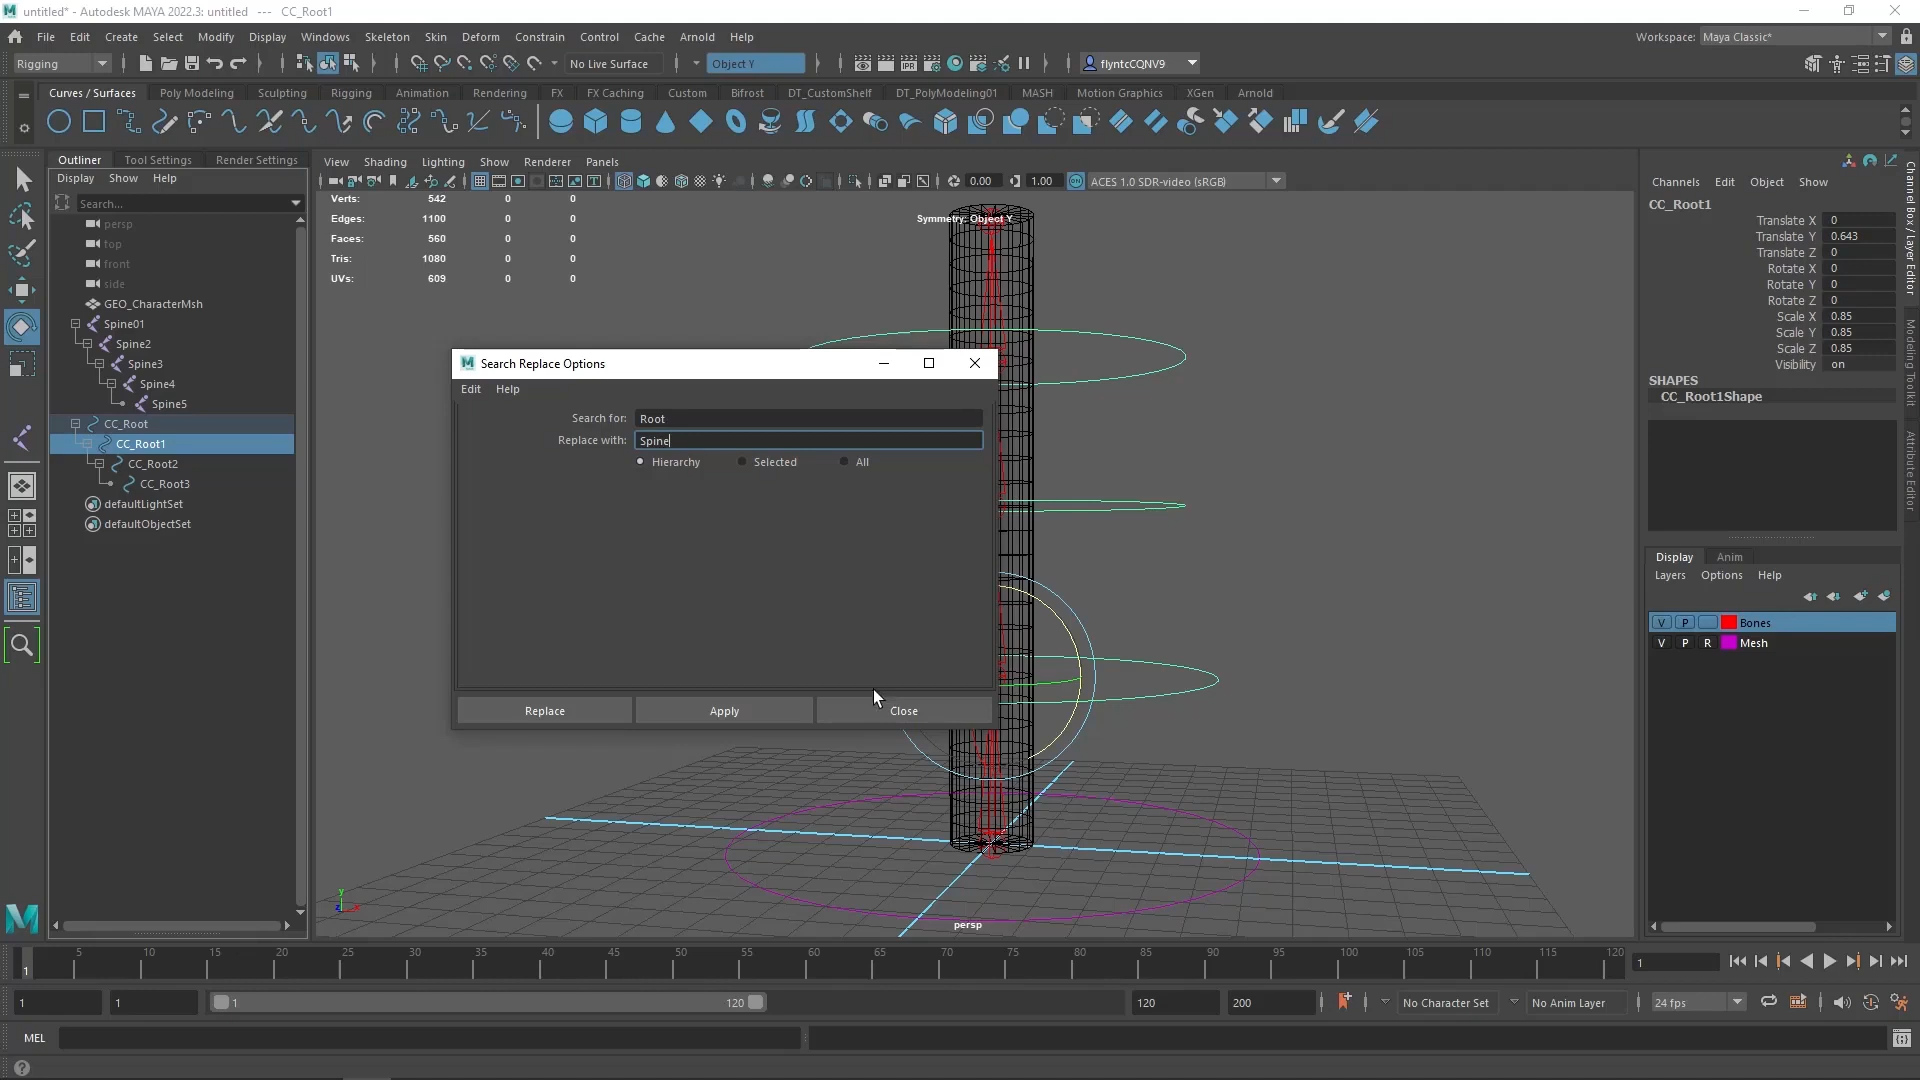 untitled* - Autodesk MAYA 2022.3: untitled --- CC_Root1
File Edit Create Select Modify Display Windows Skeleton Skin Deform Constrain Control Cache Arnold Help
Workspace: Maya Classic*
Rigging
No Live Surface
Object Y
flyntcCQNV9
Curves / Surfaces Poly Modeling Sculpting Rigging Animation Rendering FX FX Caching Custom Bifrost DT_CustomShelf DT_PolyModeling01 MASH Motion Graphics XGen Arnold
Outliner Tool Settings Render Settings
Display Show Help
Search...
persp
top
front
side
GEO_CharacterMsh
Spine01
Spine2
Spine3
Spine4
Spine5
CC_Root
CC_Root1
CC_Root2
CC_Root3
defaultLightSet
defaultObjectSet
View Shading Lighting Show Renderer Panels
IPR
0.00 1.00 ON ACES 1.0 SDR-video (sRGB)
Verts: 542 0 0
Edges: 1100 0 0
Faces: 560 0 0
Tris: 1080 0 0
UVs: 609 0 0
Symmetry: Object Y
Search Replace Options
Edit Help
Search for: Root
Replace with: Spine
Hierarchy Selected All
Replace Apply Close
persp
y
x
z
Channels Edit Object Show
CC_Root1
Translate X 0
Translate Y 0.643
Translate Z 0
Rotate X 0
Rotate Y 0
Rotate Z 0
Scale X 0.85
Scale Y 0.85
Scale Z 0.85
Visibility on
SHAPES
CC_Root1Shape
Display Anim
Layers Options Help
V P Bones
V P R Mesh
Channel Box / Layer Editor
Modeling Toolkit
Attribute Editor
1 5 10 15 20 25 30 35 40 45 50 55 60 65 70 75 80 85 90 95 100 105 110 115 120
1
1 1 1 120 120 200
No Character Set
No Anim Layer
24 fps
MEL